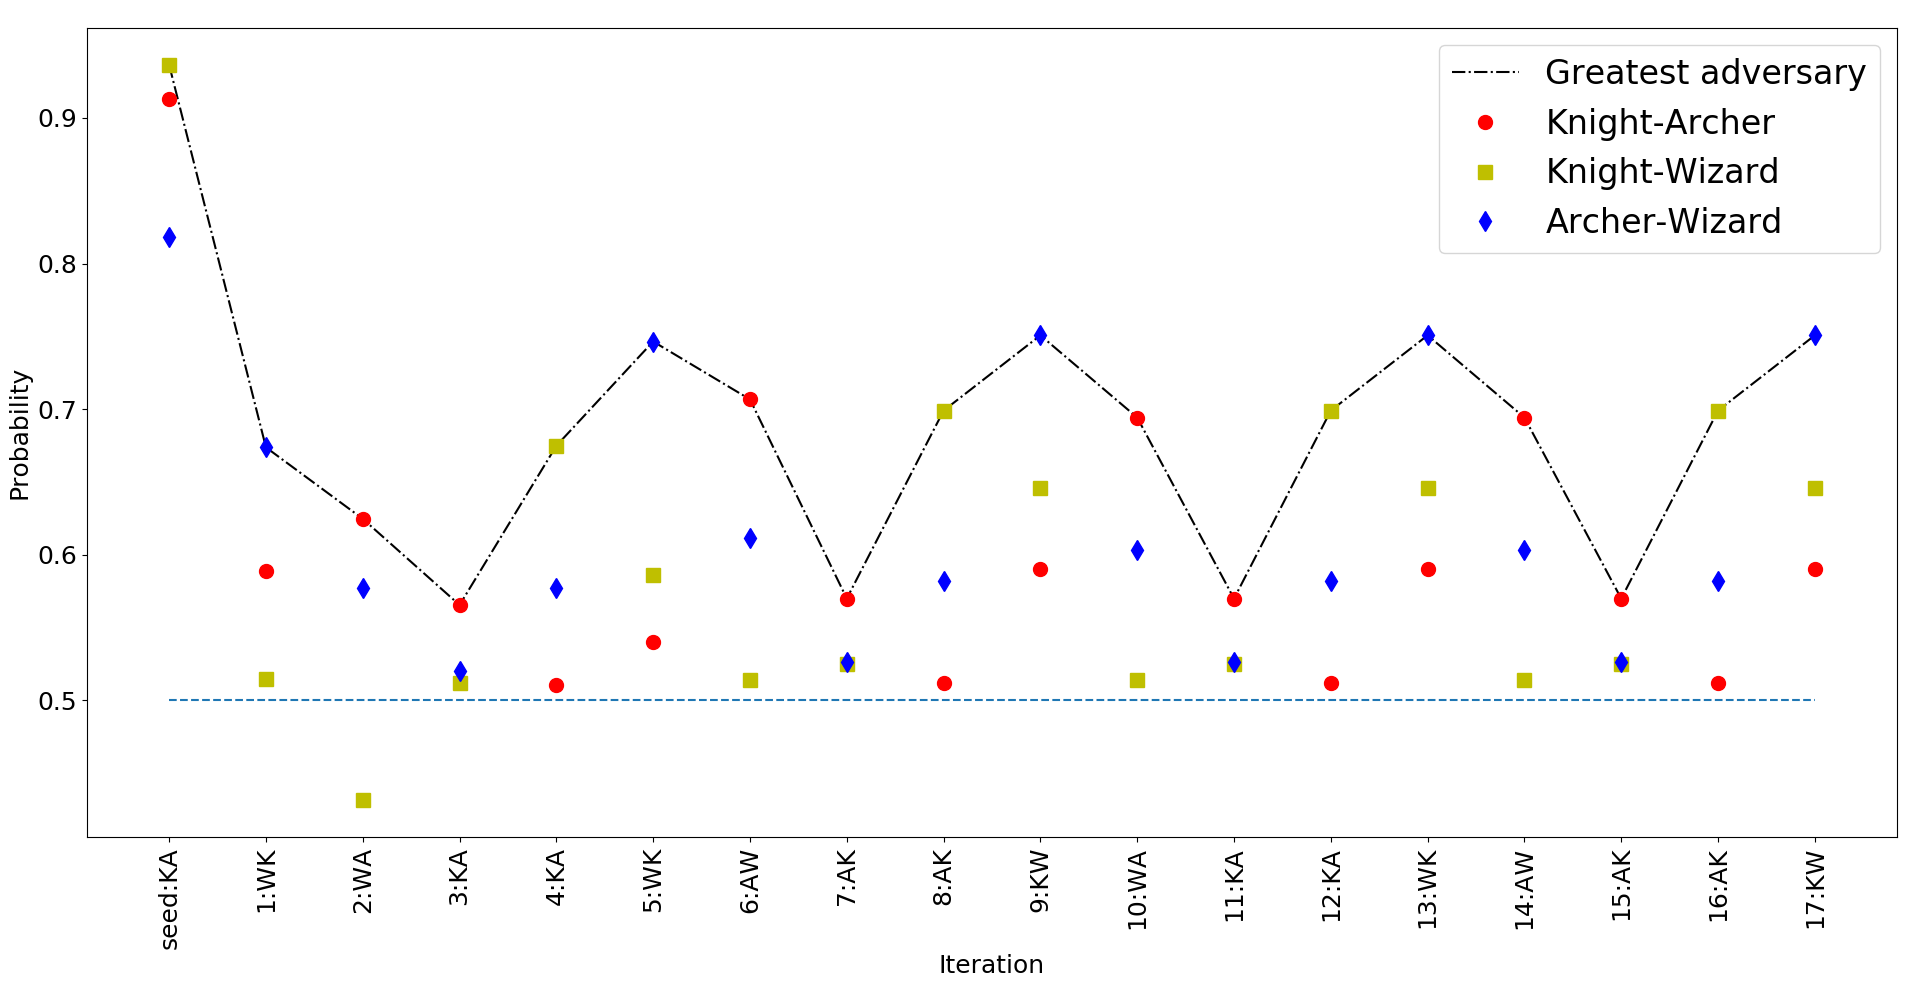 Greatest adversary
Knight-Archer
Knight-Wizard
Archer-Wizard
Probability
0.9
0.8
0.7
0.6
0.5
seed:KA
1:WK
2:WA
3:KA
4:KA
5:WK
6:AW
7:AK
8:AK
9:KW
10:WA
11:KA
12:KA
13:WK
14:AW
15:AK
16:AK
17:KW
Iteration